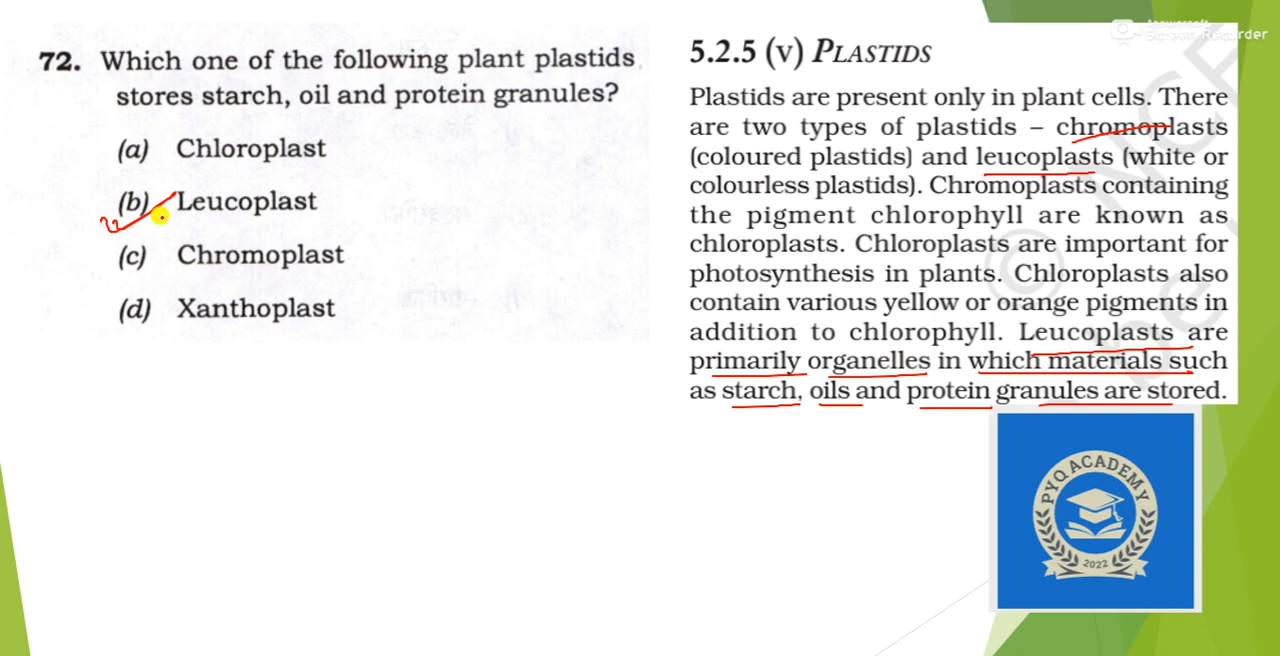 72. Which one of the following plant plastids
stores starch, oil and protein granules?
(a) Chloroplast
(b) Leucoplast
(c) Chromoplast
(d) Xanthoplast
5.2.5 (V) PLASTIDS
Plastids are present only in plant cells. There
are two types of plastids – chromoplasts
(coloured plastids) and leucoplasts (white or
colourless plastids). Chromoplasts containing
the pigment chlorophyll are known as
chloroplasts. Chloroplasts are important for
photosynthesis in plants. Chloroplasts also
contain various yellow or orange pigments in
addition to chlorophyll. Leucoplasts are
primarily organelles in which materials such
as starch, oils and protein granules are stored.
Screen Recorder
PYQ ACADEMY
2022